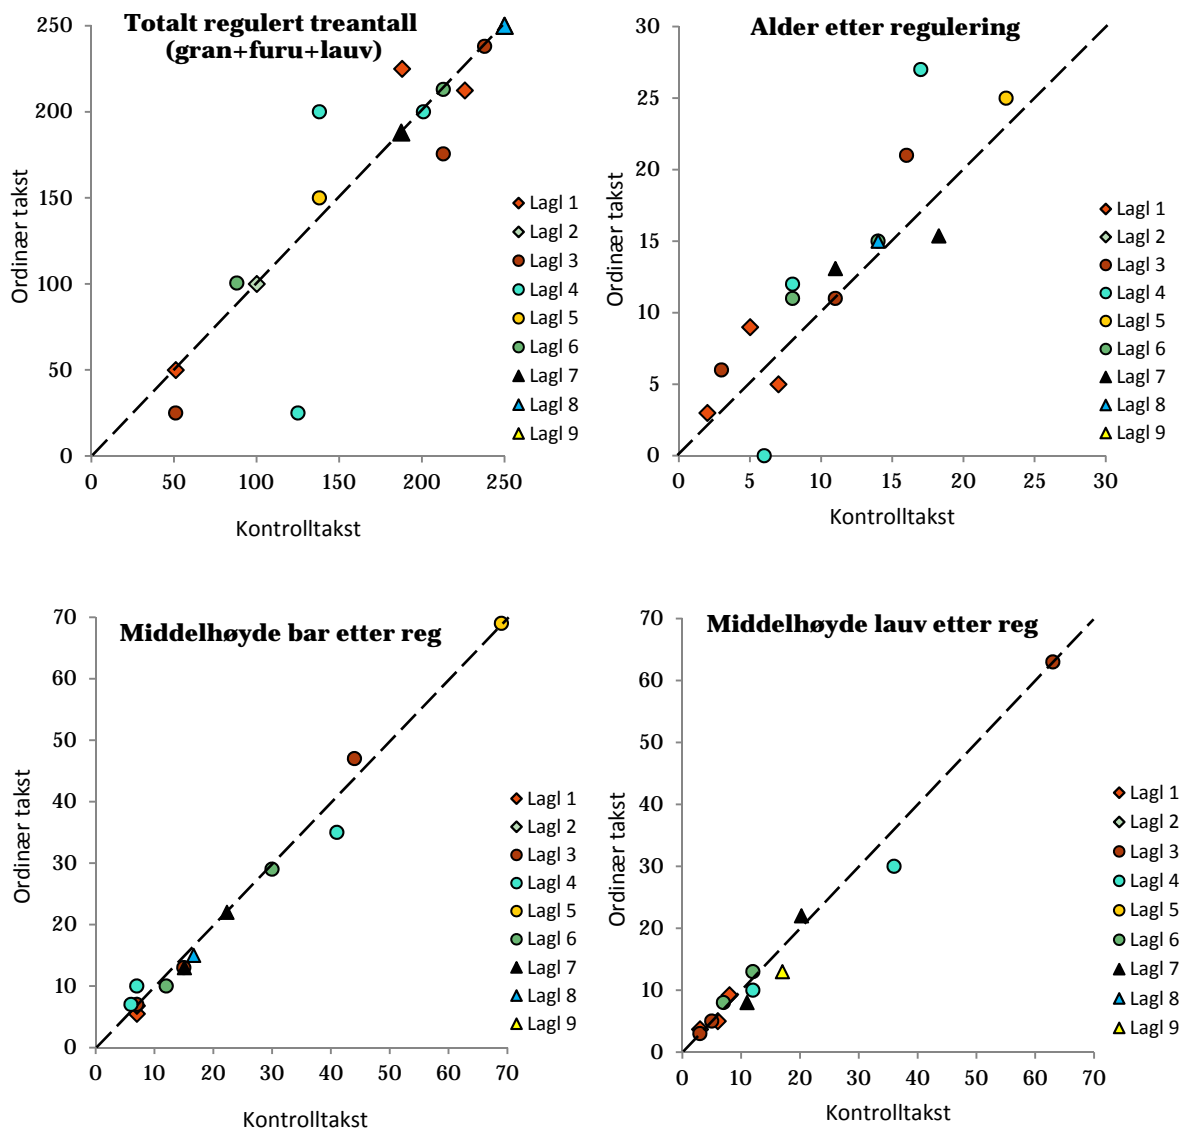 Totalt regulert treantall
(gran+furu+lauv)
Ordinær takst
250
200
150
100
50
0
0 50 100 150 200 250
Kontrolltakst
Lagl 1
Lagl 2
Lagl 3
Lagl 4
Lagl 5
Lagl 6
Lagl 7
Lagl 8
Lagl 9
Alder etter regulering
Ordinær takst
30
25
20
15
10
5
0
0 5 10 15 20 25 30
Kontrolltakst
Lagl 1
Lagl 2
Lagl 3
Lagl 4
Lagl 5
Lagl 6
Lagl 7
Lagl 8
Lagl 9
Middelhøyde bar etter reg
Ordinær takst
70
60
50
40
30
20
10
0
0 10 20 30 40 50 60 70
Kontrolltakst
Lagl 1
Lagl 2
Lagl 3
Lagl 4
Lagl 5
Lagl 6
Lagl 7
Lagl 8
Lagl 9
Middelhøyde lauv etter reg
Ordinær takst
70
60
50
40
30
20
10
0
0 10 20 30 40 50 60 70
Kontrolltakst
Lagl 1
Lagl 2
Lagl 3
Lagl 4
Lagl 5
Lagl 6
Lagl 7
Lagl 8
Lagl 9